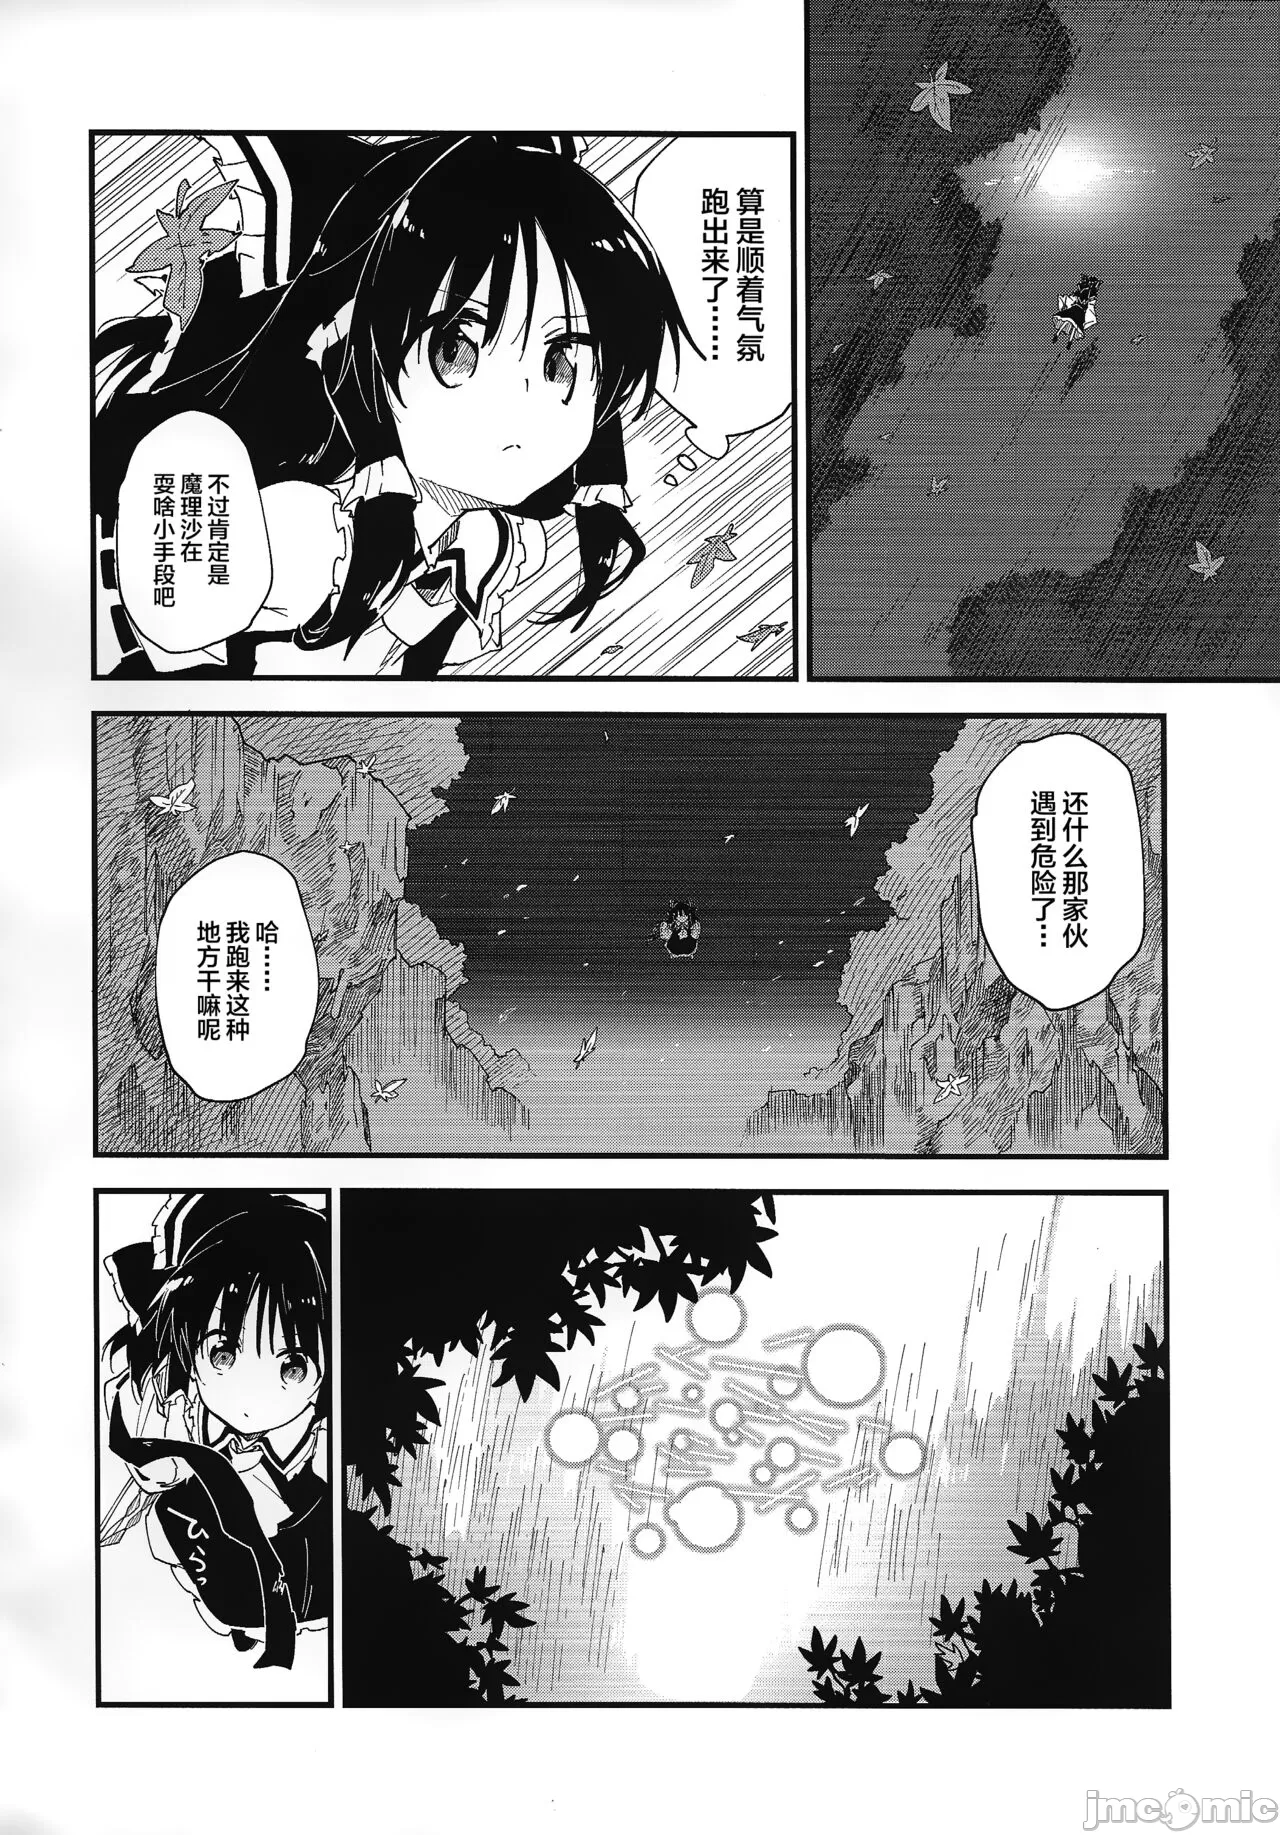 算是顺着气氛
跑出来了……
不过肯定是
魔理沙在
耍啥小手段吧
还什么那家伙
遇到危险了…
哈……
我跑来这种
地方干嘛呢
ひらっ
jmcomic